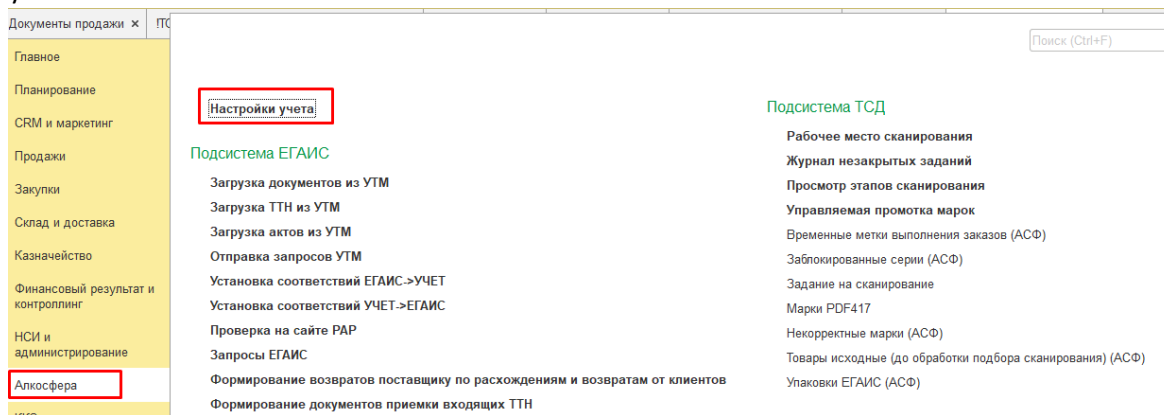 Документы продажи ×
Поиск (Ctrl+F)
Главное
Планирование
CRM и маркетинг
Продажи
Закупки
Склад и доставка
Казначейство
Финансовый результат и
контроллинг
НСИ и
администрирование
Алкосфера
Настройки учета
Подсистема ЕГАИС
Загрузка документов из УТМ
Загрузка ТТН из УТМ
Загрузка актов из УТМ
Отправка запросов УТМ
Установка соответствий ЕГАИС->УЧЕТ
Установка соответствий УЧЕТ->ЕГАИС
Проверка на сайте РАР
Запросы ЕГАИС
Формирование возвратов поставщику по расхождениям и возвратам от клиентов
Формирование документов приемки входящих ТТН
Подсистема ТСД
Рабочее место сканирования
Журнал незакрытых заданий
Просмотр этапов сканирования
Управляемая промотка марок
Временные метки выполнения заказов (АСФ)
Заблокированные серии (АСФ)
Задание на сканирование
Марки PDF417
Некорректные марки (АСФ)
Товары исходные (до обработки подбора сканирования) (АСФ)
Упаковки ЕГАИС (АСФ)